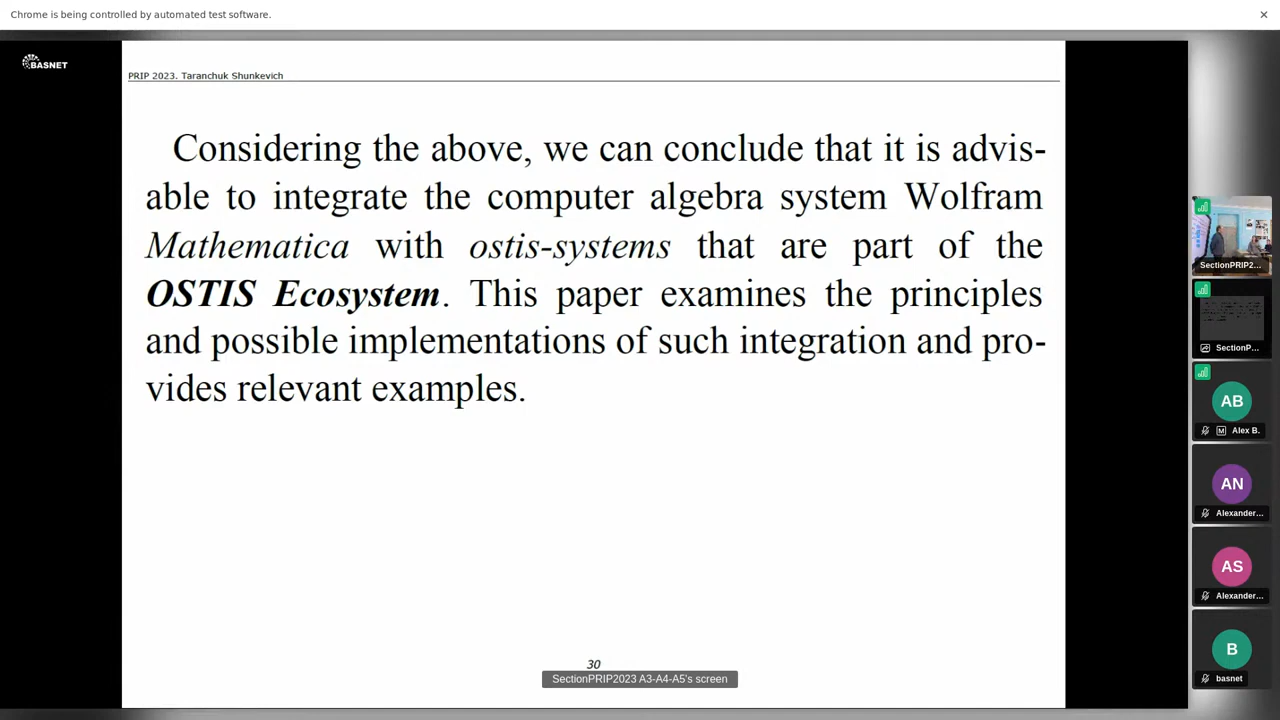 Chrome is being controlled by automated test software.
BASNET
PRIP 2023. Taranchuk Shunkevich
Considering the above, we can conclude that it is advis-
able to integrate the computer algebra system Wolfram
Mathematica with ostis-systems that are part of the
OSTIS Ecosystem. This paper examines the principles
and possible implementations of such integration and pro-
vides relevant examples.
30
SectionPRIP2023 A3-A4-A5's screen
SectionPRIP2...
SectionP...
AB
M Alex B.
AN
Alexander...
AS
Alexander...
B
basnet